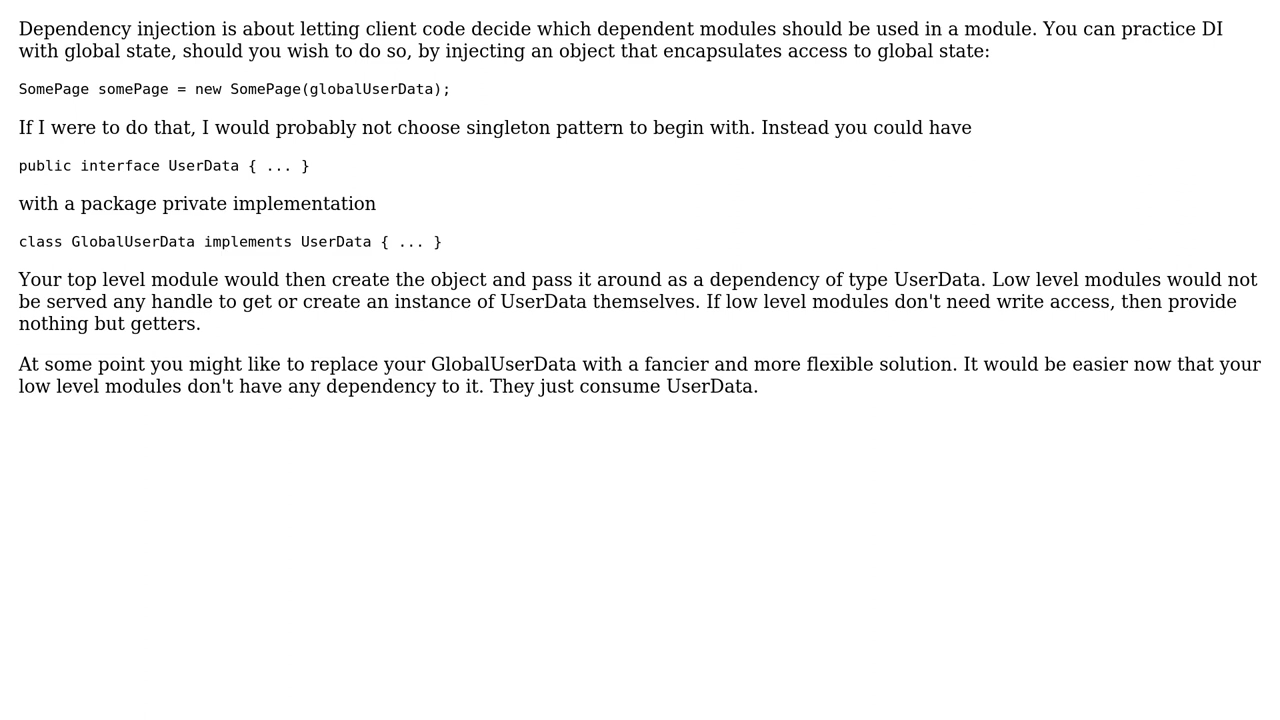 Dependency injection is about letting client code decide which dependent modules should be used in a module. You can practice DI
with global state, should you wish to do so, by injecting an object that encapsulates access to global state:
SomePage somePage = new SomePage(globalUserData);
If I were to do that, I would probably not choose singleton pattern to begin with. Instead you could have
public interface UserData { ... }
with a package private implementation
class GlobalUserData implements UserData { ... }
Your top level module would then create the object and pass it around as a dependency of type UserData. Low level modules would not
be served any handle to get or create an instance of UserData themselves. If low level modules don't need write access, then provide
nothing but getters.
At some point you might like to replace your GlobalUserData with a fancier and more flexible solution. It would be easier now that your
low level modules don't have any dependency to it. They just consume UserData.